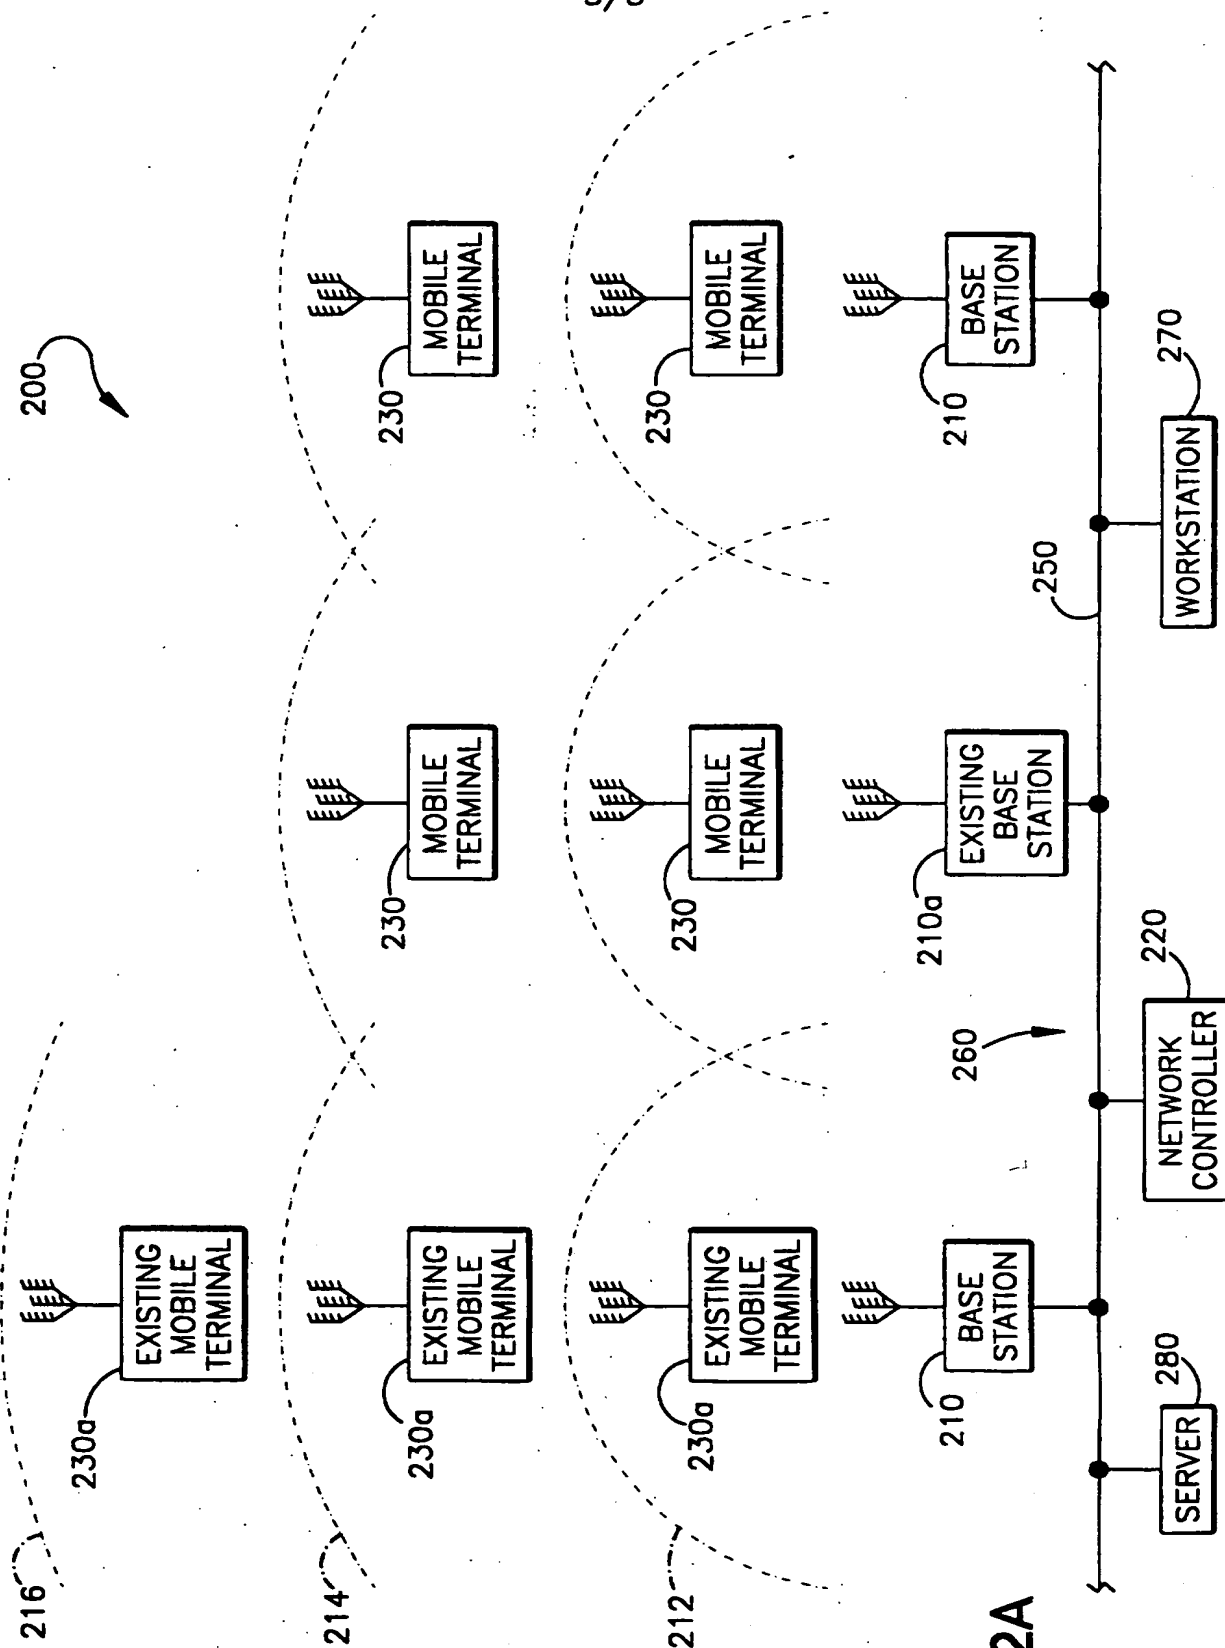 200
216
230a
EXISTING
MOBILE
TERMINAL
214
230a
EXISTING
MOBILE
TERMINAL
230
MOBILE
TERMINAL
230
MOBILE
TERMINAL
212
230a
EXISTING
MOBILE
TERMINAL
230
MOBILE
TERMINAL
230
MOBILE
TERMINAL
210
BASE
STATION
210a
EXISTING
BASE
STATION
210
BASE
STATION
260
250
280
SERVER
220
NETWORK
CONTROLLER
270
WORKSTATION
2A